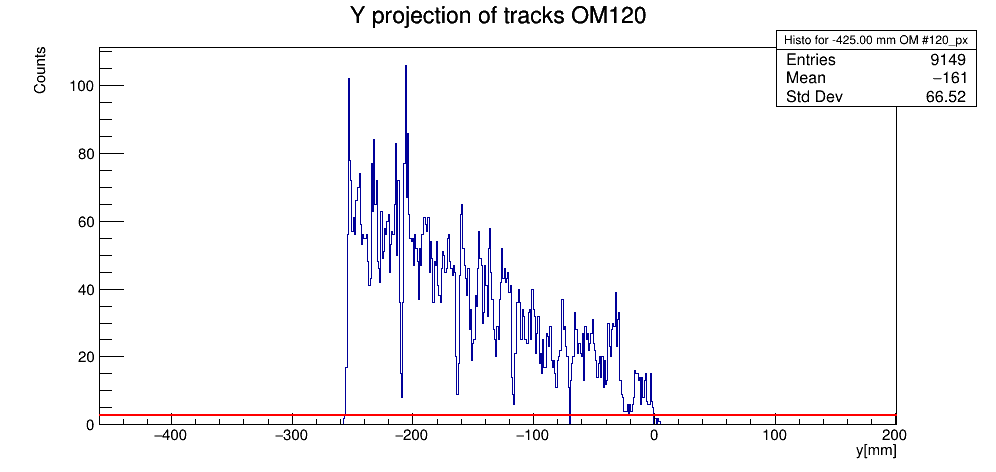 Y projection of tracks OM120
Histo for -425.00 mm OM #120_px
Entries 9149
Mean −161
Std Dev 66.52
Counts
100
80
60
40
20
0
−400 −300 −200 −100 0 100 200
y[mm]